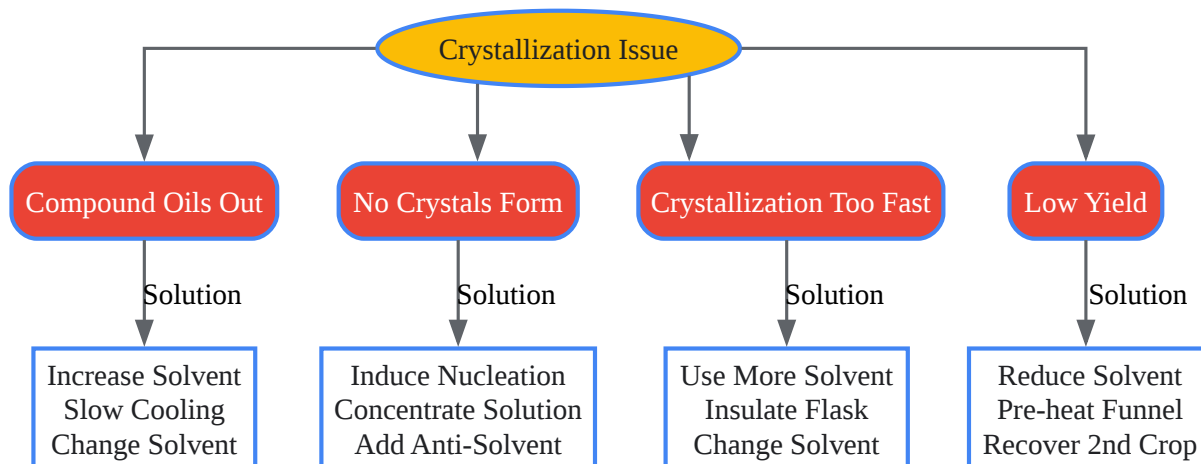 Crystallization Issue
Compound Oils Out
No Crystals Form
Crystallization Too Fast
Low Yield
Solution
Solution
Solution
Solution
Increase Solvent
Slow Cooling
Change Solvent
Induce Nucleation
Concentrate Solution
Add Anti-Solvent
Use More Solvent
Insulate Flask
Change Solvent
Reduce Solvent
Pre-heat Funnel
Recover 2nd Crop